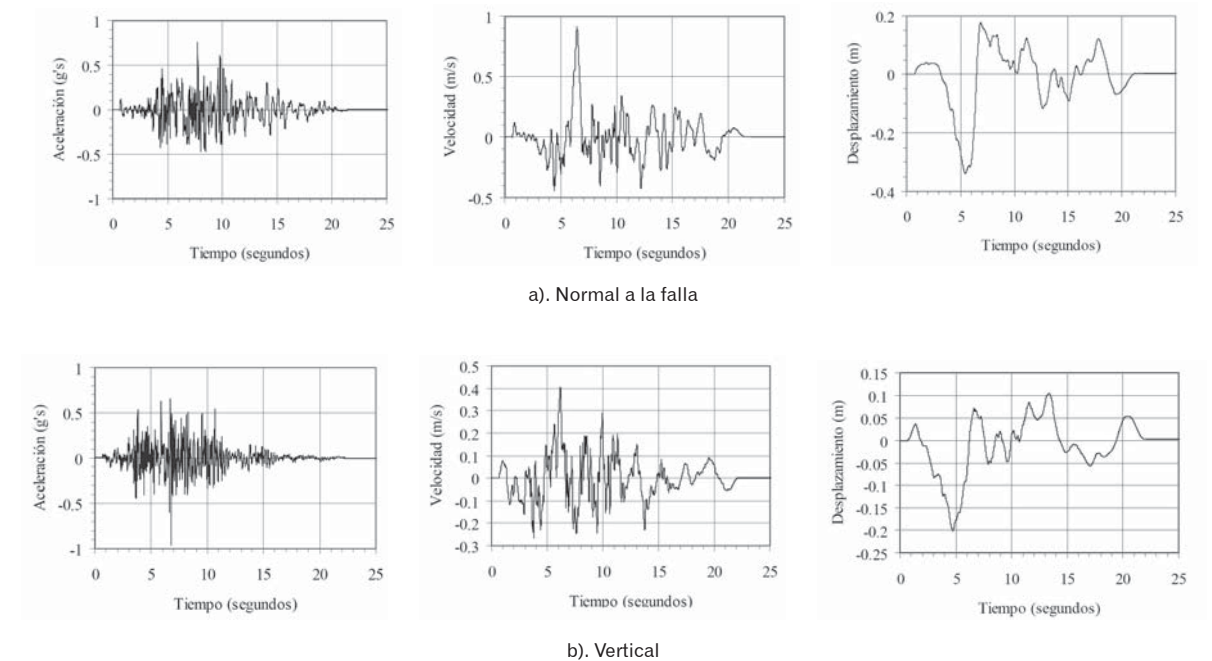 Aceleración (g's)
1
0.5
0
-0.5
-1
0 5 10 15 20 25
Tiempo (segundos)
Velocidad (m/s)
1
0.5
0
-0.5
0 5 10 15 20 25
Tiempo (segundos)
Desplazamiento (m)
0.2
0
-0.2
-0.4
0 5 10 15 20 25
Tiempo (segundos)
a). Normal a la falla
Aceleración (g's)
1
0.5
0
-0.5
-1
0 5 10 15 20 25
Tiempo (segundos)
Velocidad (m/s)
0.5
0.4
0.3
0.2
0.1
0
-0.1
-0.2
-0.3
0 5 10 15 20 25
Tiempo (segundos)
Desplazamiento (m)
0.15
0.1
0.05
0
-0.05
-0.1
-0.15
-0.2
-0.25
0 5 10 15 20 25
Tiempo (segundos)
b). Vertical